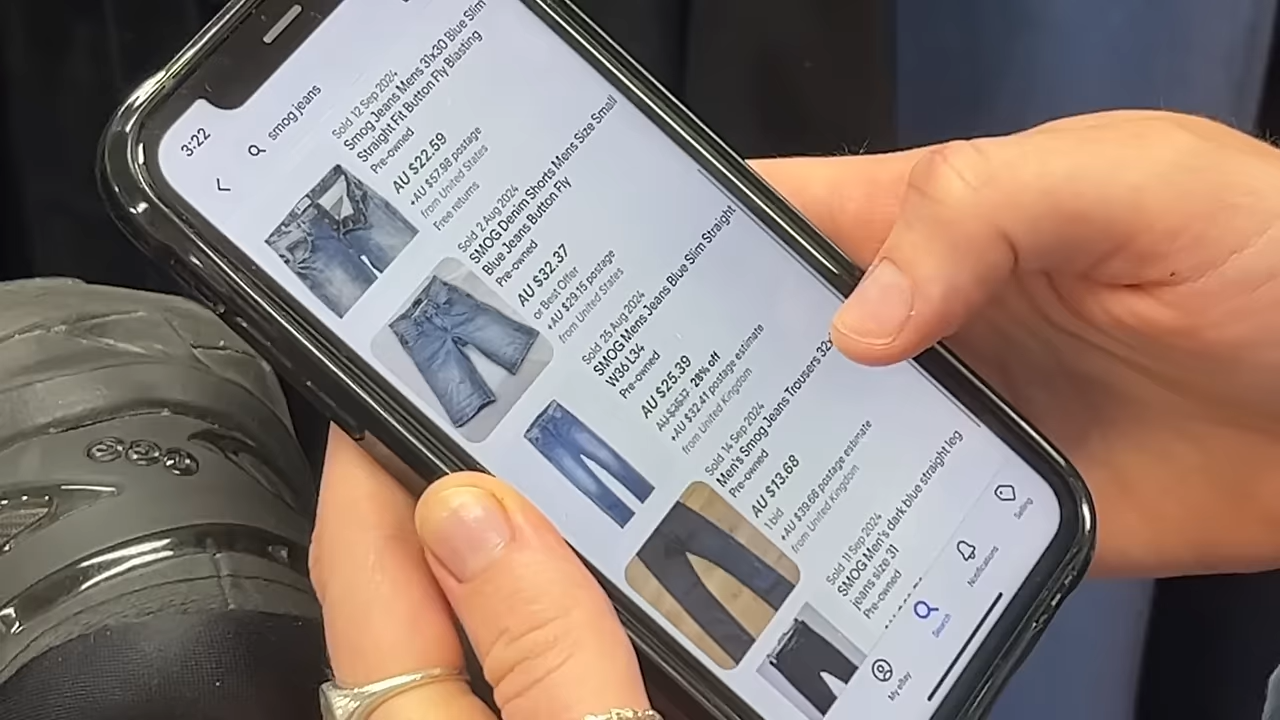 3:22
smog jeans
Sold 12 Sep 2024
Smog Jeans Mens 31x30 Blue Slim
Straight Fit Button Fly Blasting
Pre-owned
AU $22.59
+AU $57.98 postage
from United States
Free returns
Sold 2 Aug 2024
SMOG Denim Shorts Mens Size Small
Blue Jeans Button Fly
Pre-owned
AU $32.37
or Best Offer
+AU $29.15 postage
from United States
Sold 25 Aug 2024
SMOG Mens Jeans Blue Slim Straight
W36 L34
Pre-owned
AU $25.39
28% off
+AU $32.41 postage estimate
from United Kingdom
Sold 14 Sep 2024
Men's Smog Jeans Trousers
Pre-owned
AU $13.68
1 bid
+AU $39.66 postage estimate
from United Kingdom
Sold 11 Sep 2024
SMOG Men's dark blue straight leg
jeans size 31
Pre-owned
My eBay
Search
Notifications
Selling